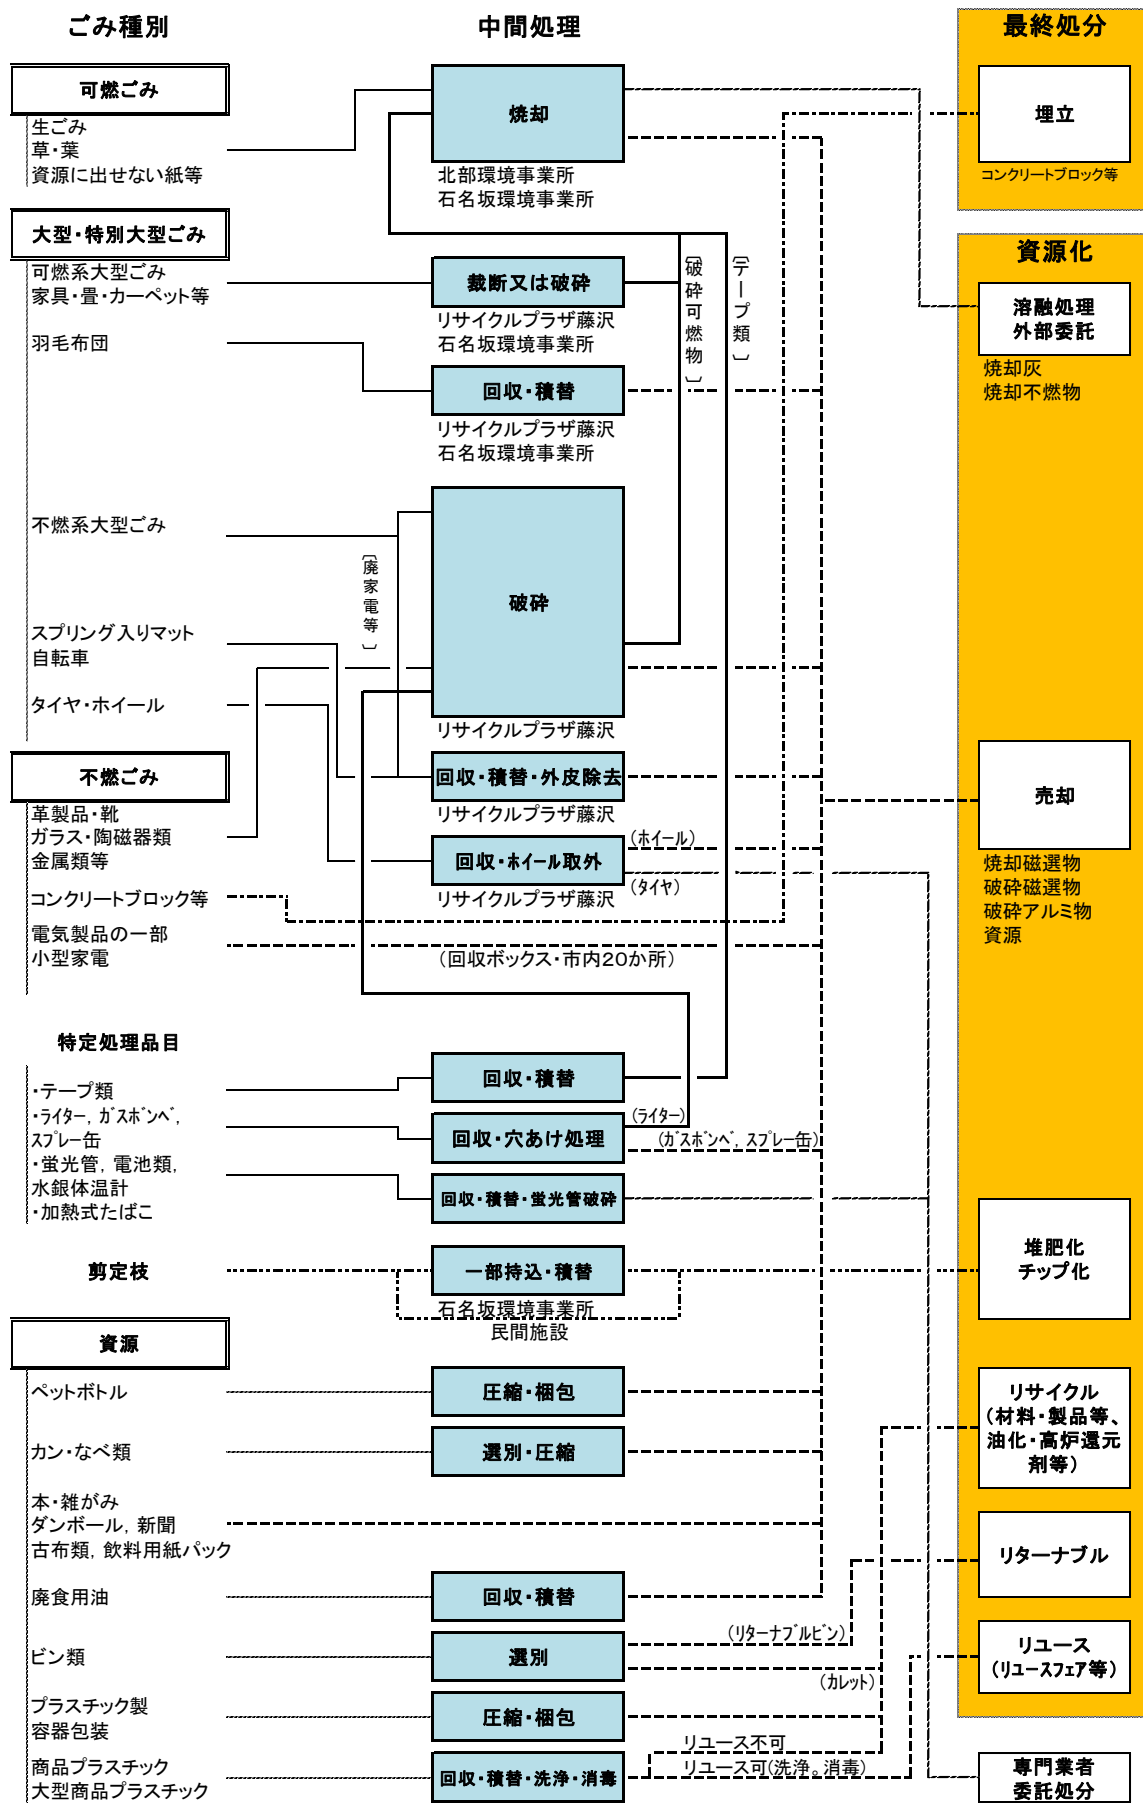 ごみ種別
中間処理
最終処分
可燃ごみ
生ごみ
草・葉
資源に出せない紙等
焼却
北部環境事業所
石名坂環境事業所
埋立
コンクリートブロック等
大型・特別大型ごみ
可燃系大型ごみ
家具・畳・カーペット等
裁断又は破砕
リサイクルプラザ藤沢
石名坂環境事業所
〔破砕可燃物〕
〔テープ類〕
資源化
溶融処理
外部委託
焼却灰
焼却不燃物
羽毛布団
回収・積替
リサイクルプラザ藤沢
石名坂環境事業所
不燃系大型ごみ
〔廃家電等〕
破砕
リサイクルプラザ藤沢
スプリング入りマット
自転車
タイヤ・ホイール
不燃ごみ
革製品・靴
ガラス・陶磁器類
金属類等
回収・積替・外皮除去
リサイクルプラザ藤沢
回収・ホイール取外
(ホイール)
(タイヤ)
リサイクルプラザ藤沢
売却
焼却磁選物
破砕磁選物
破砕アルミ物
資源
コンクリートブロック等
電気製品の一部
小型家電
(回収ボックス・市内20か所)
特定処理品目
・テープ類
・ライター, ガスボンベ,
スプレー缶
・蛍光管, 電池類,
水銀体温計
・加熱式たばこ
回収・積替
回収・穴あけ処理
(ライター)
(ガスボンベ, スプレー缶)
回収・積替・蛍光管破砕
剪定枝
一部持込・積替
石名坂環境事業所
民間施設
堆肥化
チップ化
資源
ペットボトル
圧縮・梱包
リサイクル
(材料・製品等、
油化・高炉還元
剤等)
カン・なべ類
選別・圧縮
本・雑がみ
ダンボール, 新聞
古布類, 飲料用紙パック
リターナブル
廃食用油
回収・積替
ビン類
選別
(リターナブルビン)
(カレット)
リユース
(リユースフェア等)
プラスチック製
容器包装
圧縮・梱包
商品プラスチック
大型商品プラスチック
回収・積替・洗浄・消毒
リユース不可
リユース可(洗浄。消毒)
専門業者
委託処分